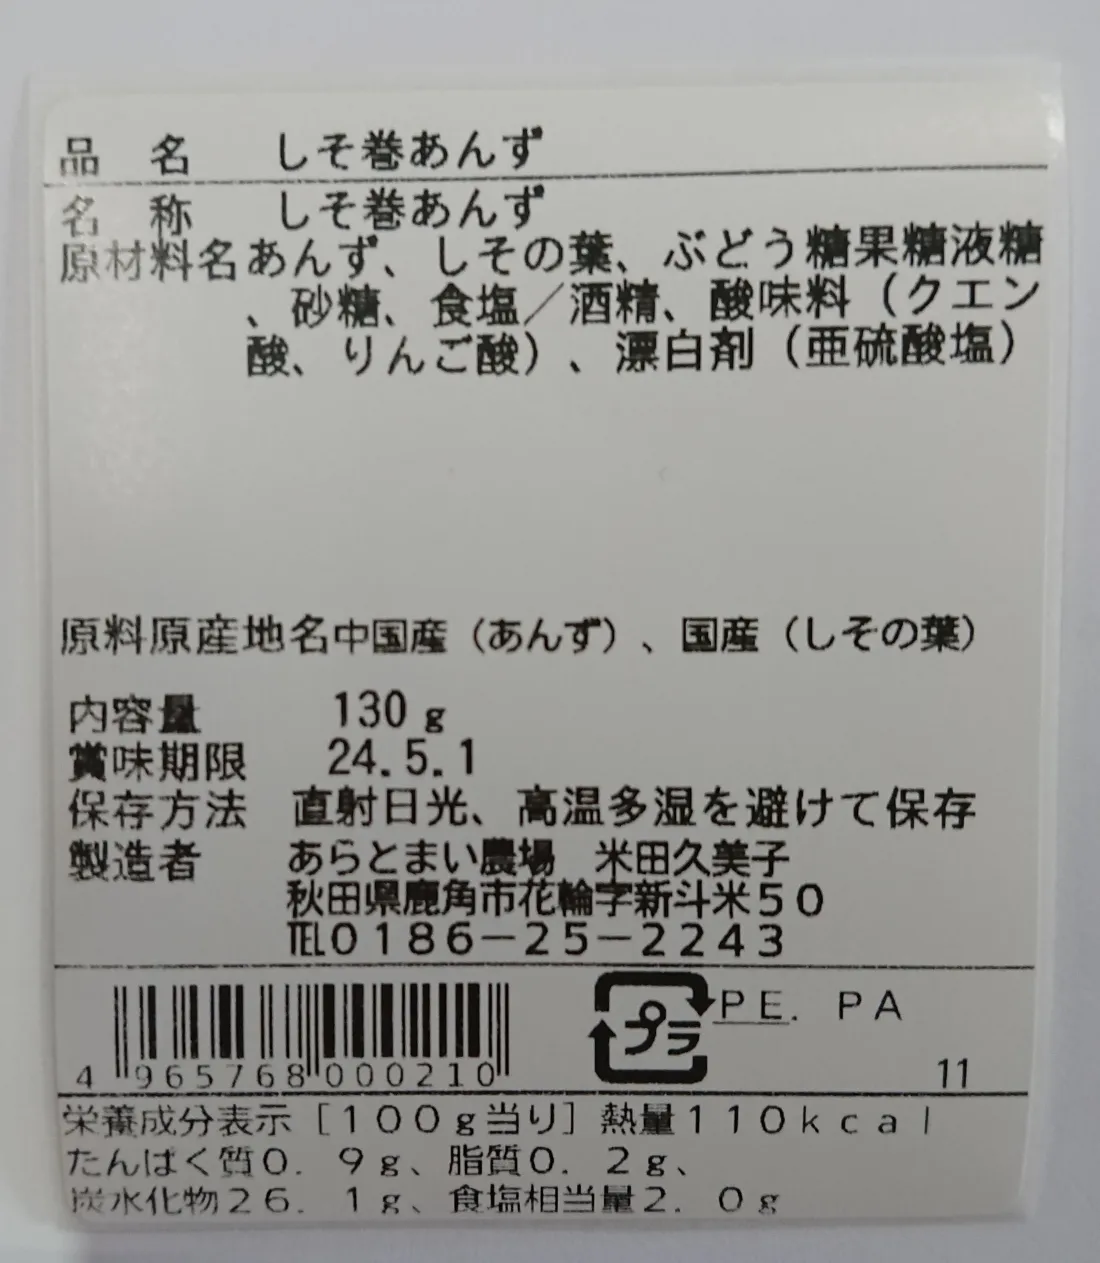 品　名　しそ巻あんず
名　称　しそ巻あんず
原材料名あんず、しその葉、ぶどう糖果糖液糖
、砂糖、食塩／酒精、酸味料（クエン
酸、りんご酸）、漂白剤（亜硫酸塩）
原料原産地名中国産（あんず）、国産（しその葉）
内容量　130ｇ
賞味期限　24.5.1
保存方法　直射日光、高温多湿を避けて保存
製造者　あらとまい農場　米田久美子
秋田県鹿角市花輪字新斗米５０
℡０１８６－２５－２２４３
プラ　ＰＥ．ＰＡ
4 965768 000210
11
栄養成分表示［１００ｇ当り］熱量１１０ｋｃａｌ
たんぱく質０．９ｇ、脂質０．２ｇ、
炭水化物２６．１ｇ、食塩相当量２．０ｇ